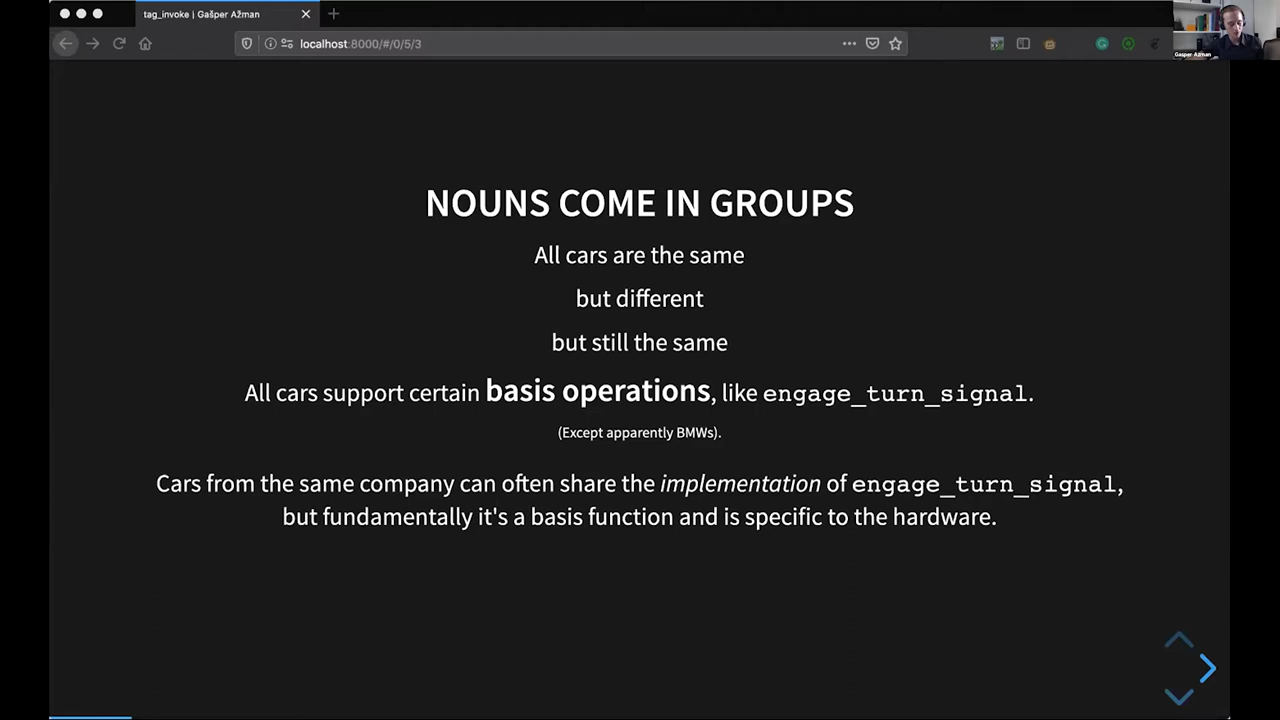 tag_invoke | Gašper Ažman
localhost:8000/#/0/5/3
Gasper Azman
NOUNS COME IN GROUPS
All cars are the same
but different
but still the same
All cars support certain basis operations, like engage_turn_signal.
(Except apparently BMWs).
Cars from the same company can often share the implementation of engage_turn_signal,
but fundamentally it's a basis function and is specific to the hardware.